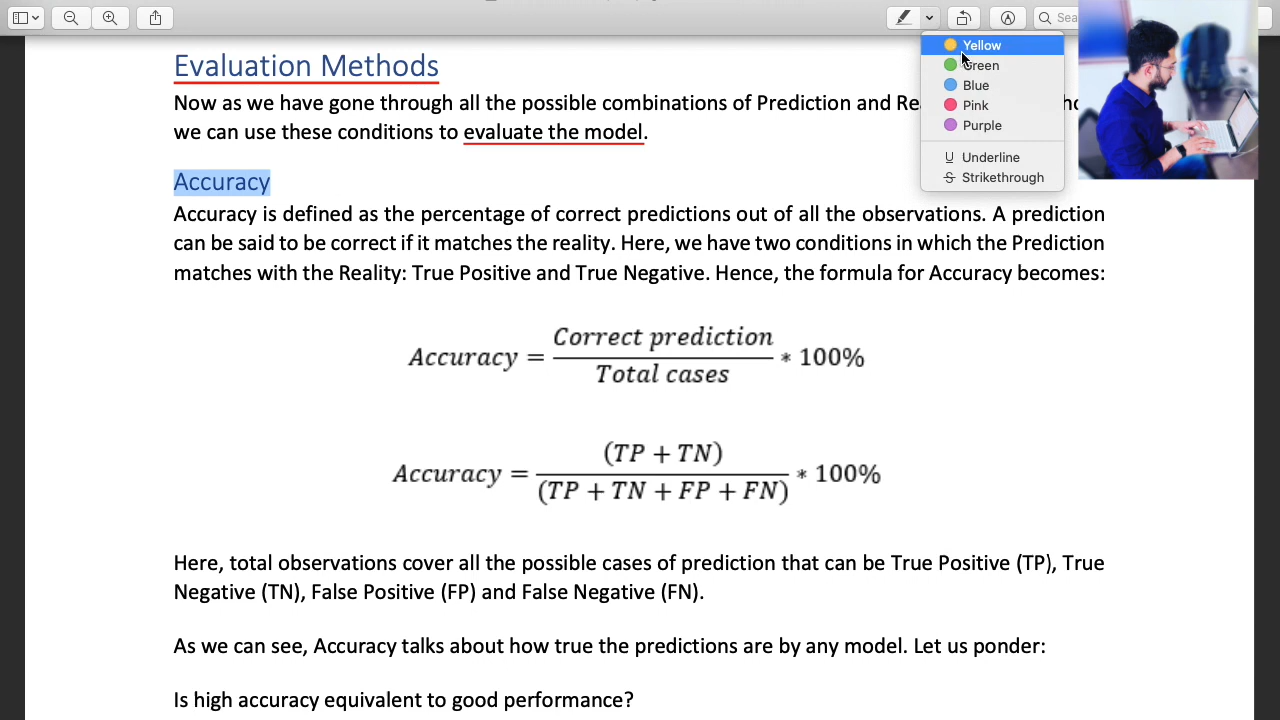 Sea
Yellow
Green
Blue
Pink
Purple
U Underline
S Strikethrough
Evaluation Methods
Now as we have gone through all the possible combinations of Prediction and
we can use these conditions to evaluate the model.
Accuracy
Accuracy is defined as the percentage of correct predictions out of all the observations. A prediction
can be said to be correct if it matches the reality. Here, we have two conditions in which the Prediction
matches with the Reality: True Positive and True Negative. Hence, the formula for Accuracy becomes:
Accuracy = Correct prediction / Total cases * 100%
Accuracy = (TP + TN) / (TP + TN + FP + FN) * 100%
Here, total observations cover all the possible cases of prediction that can be True Positive (TP), True
Negative (TN), False Positive (FP) and False Negative (FN).
As we can see, Accuracy talks about how true the predictions are by any model. Let us ponder:
Is high accuracy equivalent to good performance?